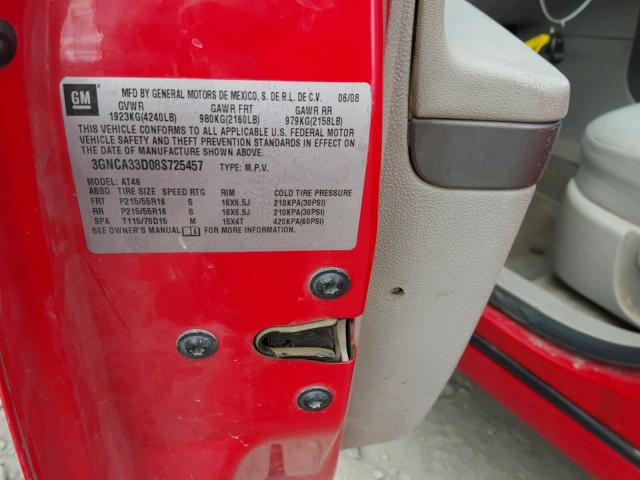 GM MFD BY GENERAL MOTORS DE MEXICO, S. DE R.L. DE C.V. 06/08
GVWR GAWR FRT GAWR RR
1923KG(4240LB) 980KG(2160LB) 979KG(2158LB)
THIS VEHICLE CONFORMS TO ALL APPLICABLE U.S. FEDERAL MOTOR
VEHICLE SAFETY AND THEFT PREVENTION STANDARDS IN EFFECT ON
THE DATE OF MANUFACTURE SHOWN ABOVE.
3GNCA33D08S725457 TYPE: M.P.V.
MODEL: AT46
ABBD TIRE SIZE SPEED RTG RIM COLD TIRE PRESSURE
FRT P215/55R16 S 16X6.5J 210KPA(30PSI)
RR P215/55R16 S 16X6.5J 210KPA(30PSI)
SPA T115/70D15 M 15X4T 420KPA(60PSI)
SEE OWNER'S MANUAL FOR MORE INFORMATION.